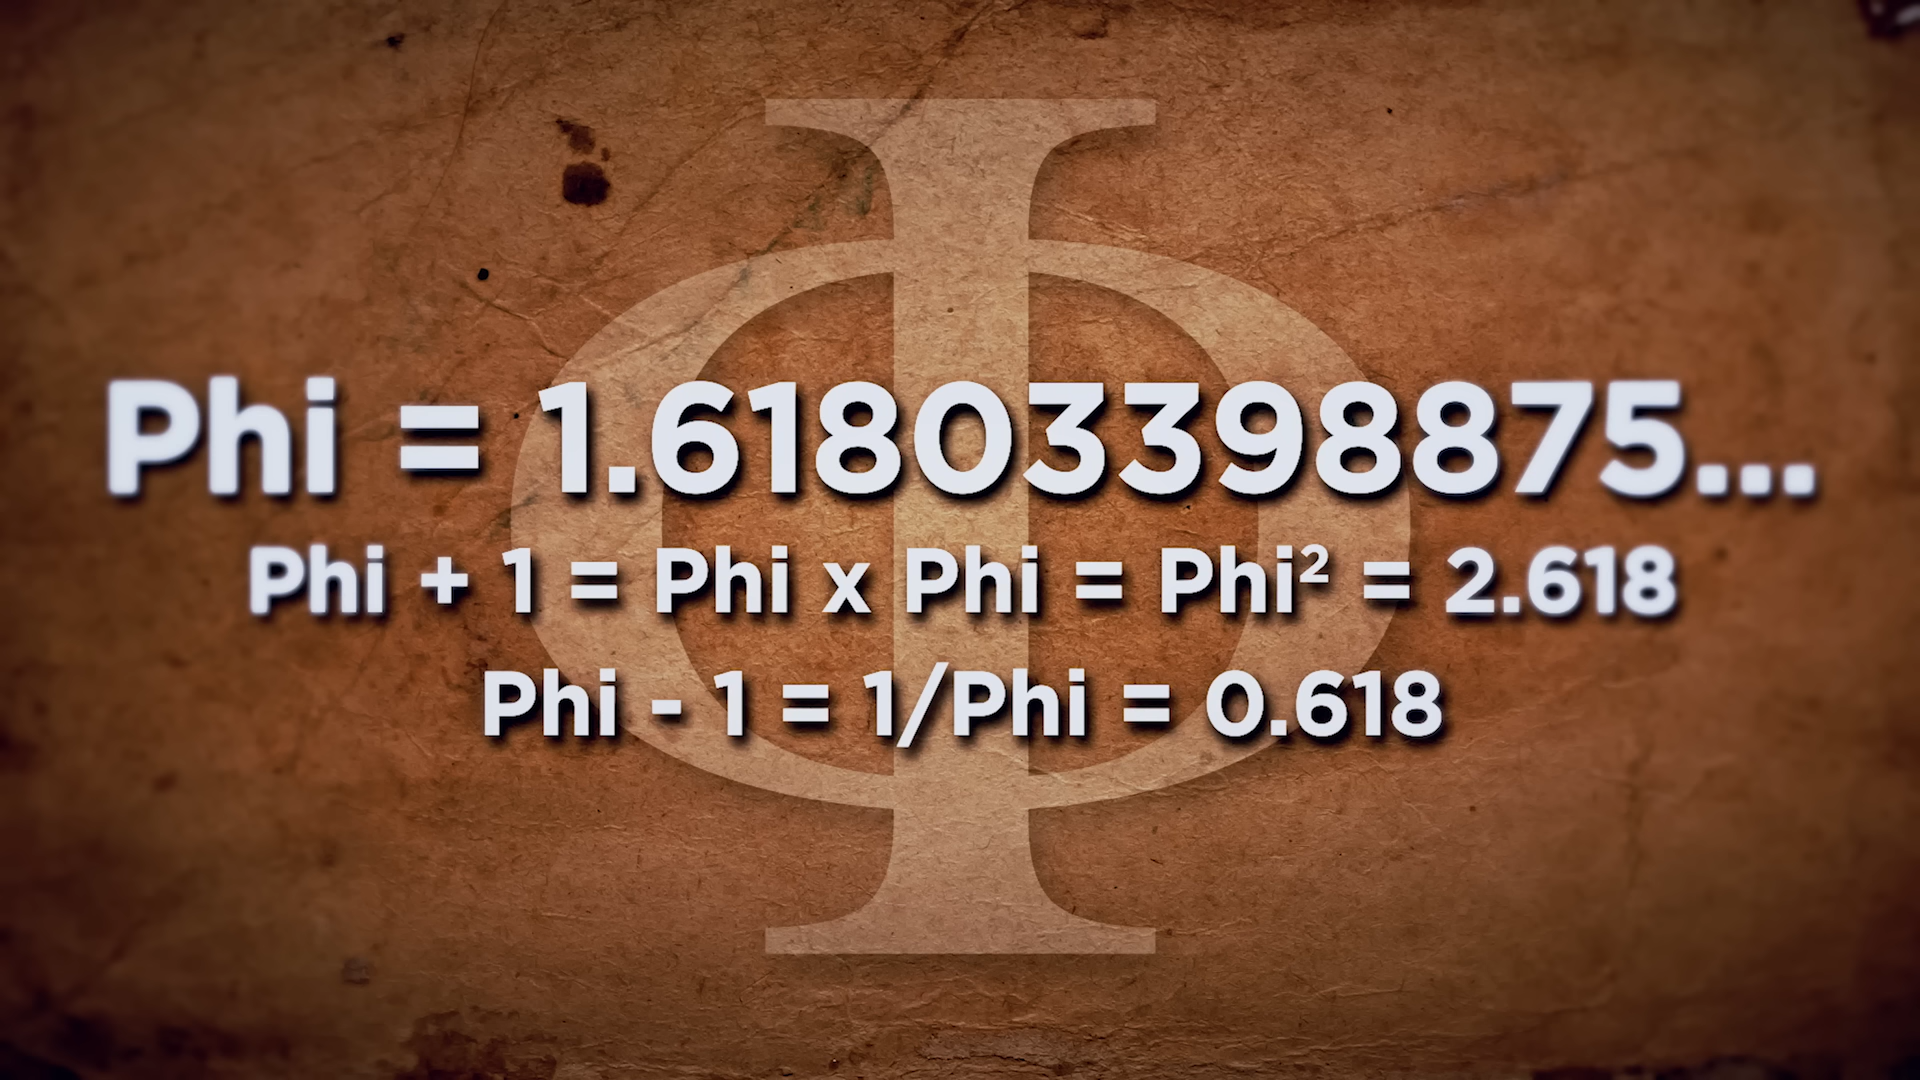 Phi = 1.61803398875...
Phi + 1 = Phi x Phi = Phi² = 2.618
Phi - 1 = 1/Phi = 0.618